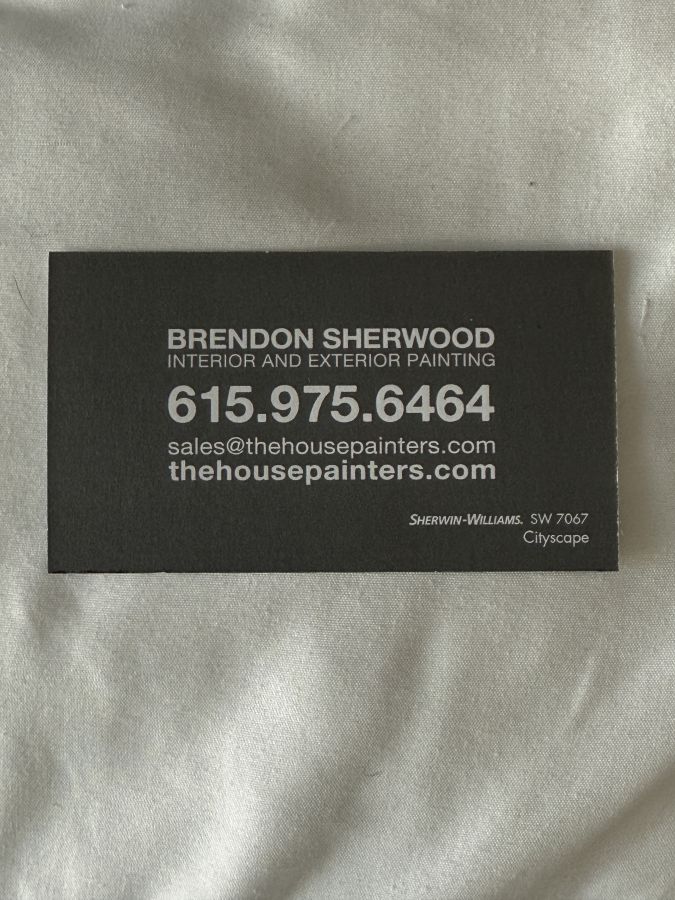 BRENDON SHERWOOD
INTERIOR AND EXTERIOR PAINTING
615.975.6464
sales@thehousepainters.com
thehousepainters.com
SHERWIN-WILLIAMS. SW 7067
Cityscape